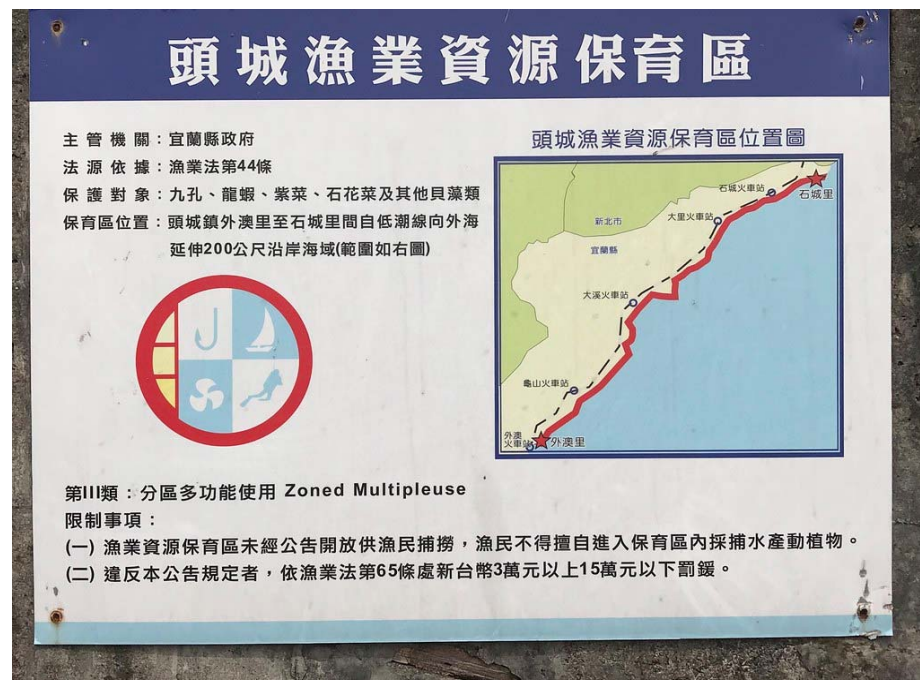 頭城漁業資源保育區
主管機關：宜蘭縣政府
法源依據：漁業法第44條
保護對象：九孔、龍蝦、紫菜、石花菜及其他貝藻類
保育區位置：頭城鎮外澳里至石城里間自低潮線向外海
延伸200公尺沿岸海域(範圍如右圖)
頭城漁業資源保育區位置圖
石城火車站
石城里
大里火車站
新北市
宜蘭縣
大溪火車站
龜山火車站
外澳
火車站
外澳里
第III類：分區多功能使用 Zoned Multipleuse
限制事項：
(一) 漁業資源保育區未經公告開放供漁民捕撈，漁民不得擅自進入保育區內採捕水產動植物。
(二) 違反本公告規定者，依漁業法第65條處新台幣3萬元以上15萬元以下罰鍰。